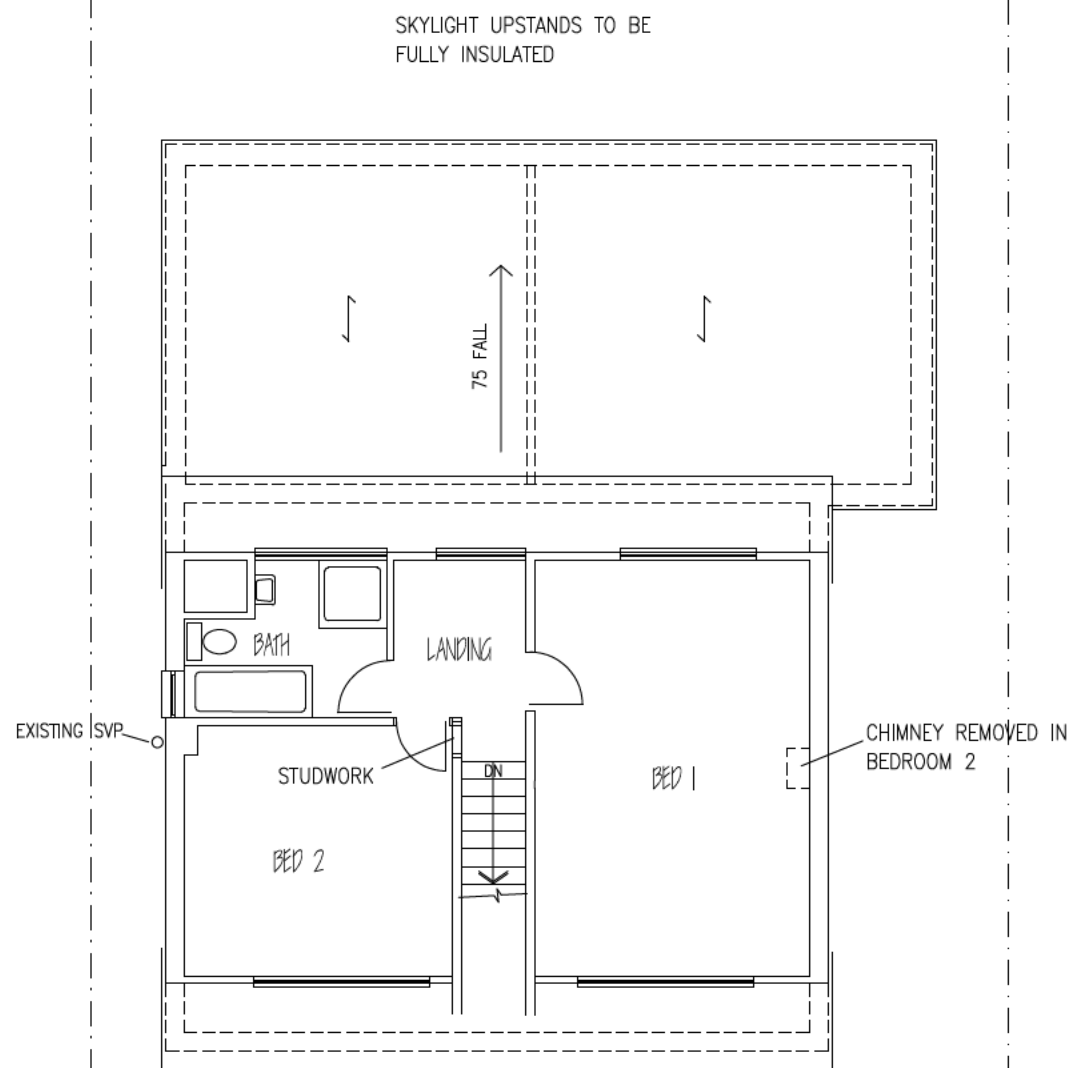 SKYLIGHT UPSTANDS TO BE
FULLY INSULATED
75 FALL
BATH
LANDING
EXISTING SVP
CHIMNEY REMOVED IN
BEDROOM 2
STUDWORK
DN
BED 1
BED 2